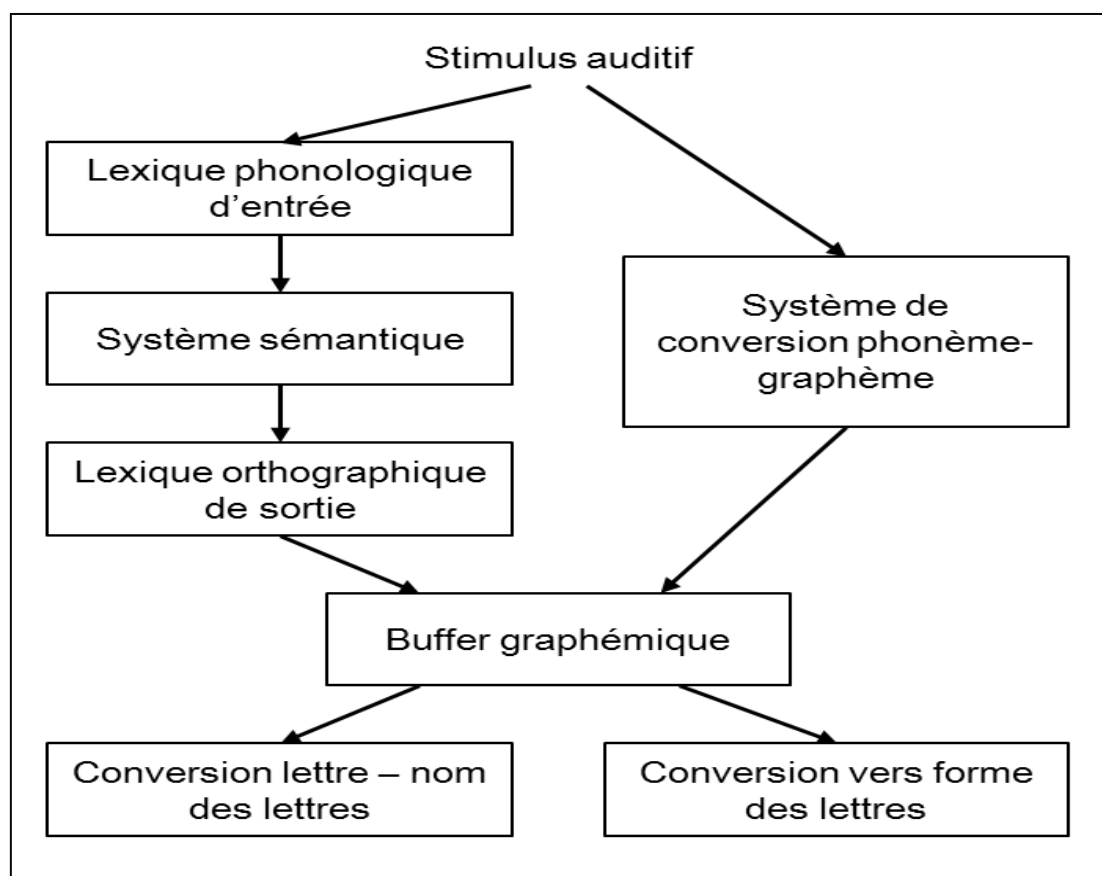 Stimulus auditif
Lexique phonologique
d'entrée
Système sémantique
Lexique orthographique
de sortie
Système de
conversion phonème-
graphème
Buffer graphémique
Conversion lettre – nom
des lettres
Conversion vers forme
des lettres